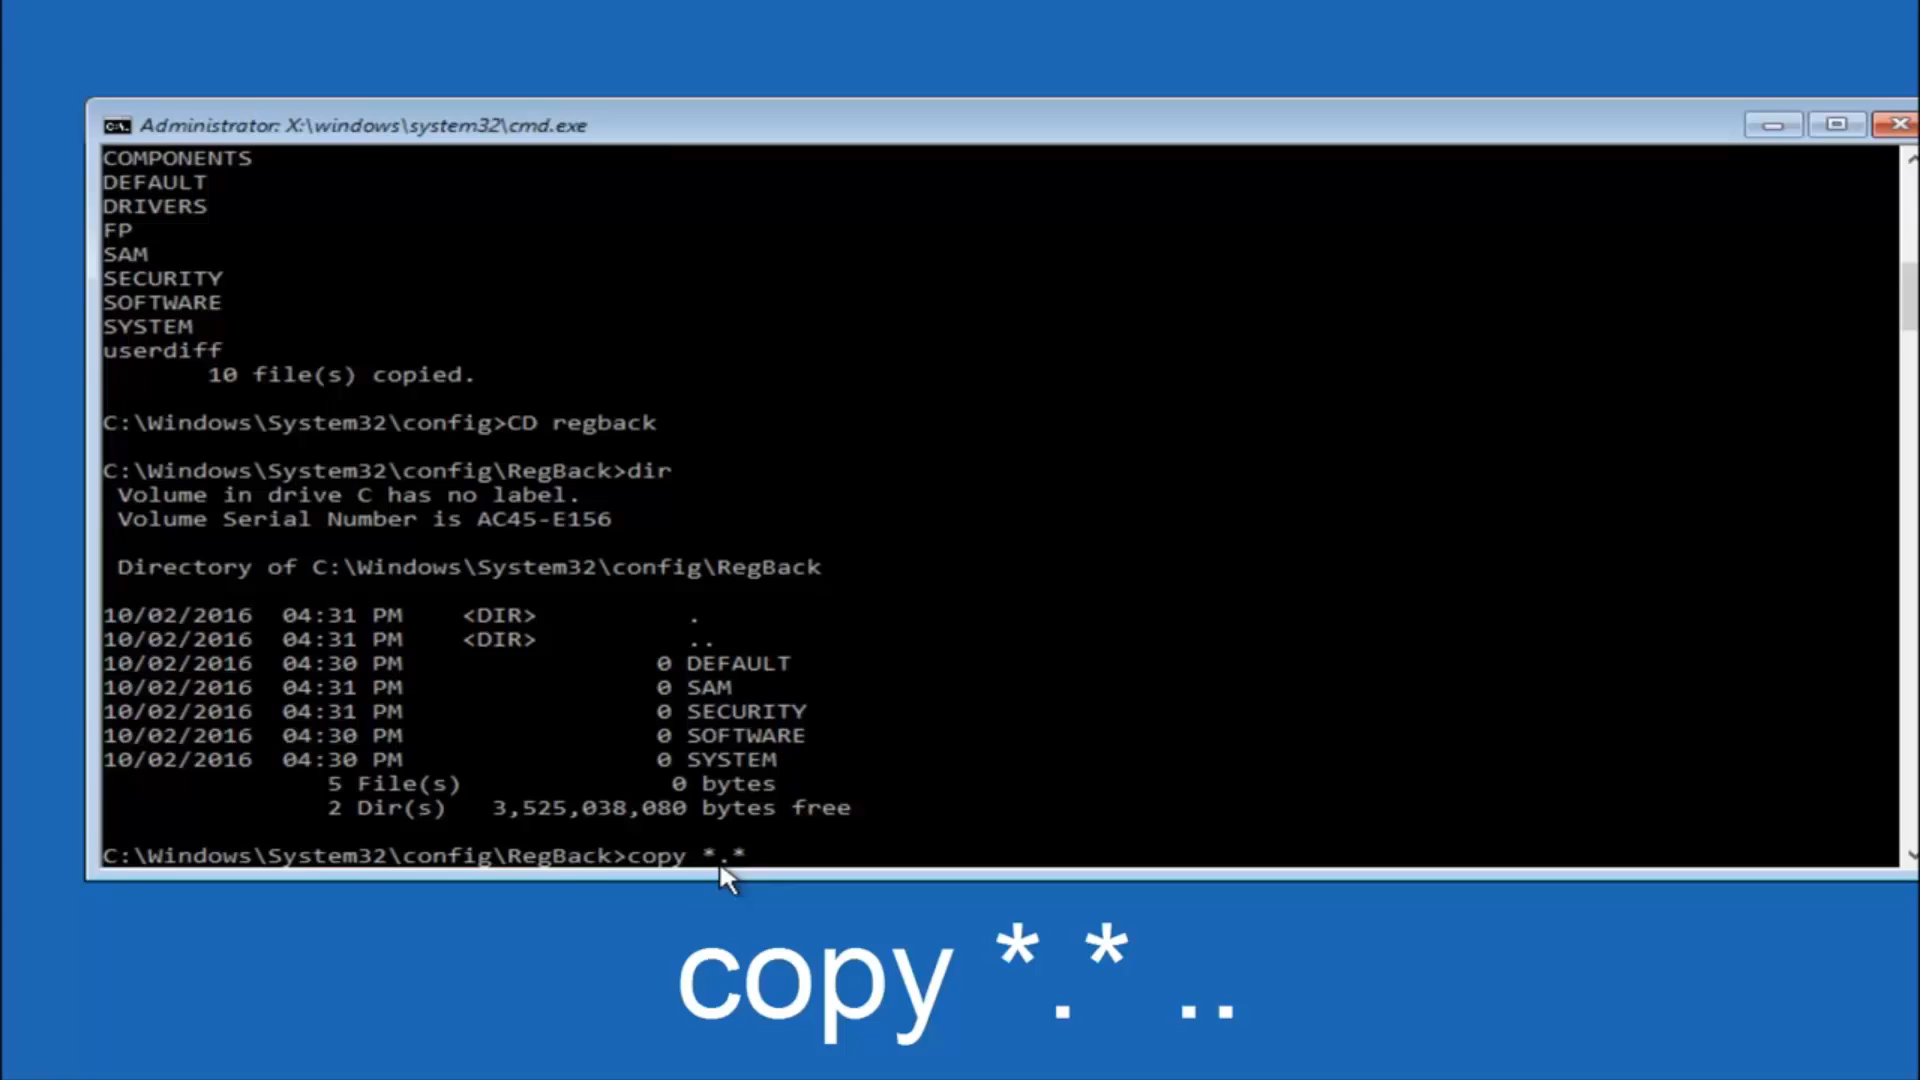 Administrator: X:\windows\system32\cmd.exe
COMPONENTS
DEFAULT
DRIVERS
FP
SAM
SECURITY
SOFTWARE
SYSTEM
userdiff
10 file(s) copied.
C:\Windows\System32\config>CD regback
C:\Windows\System32\config\RegBack>dir
Volume in drive C has no label.
Volume Serial Number is AC45-E156
Directory of C:\Windows\System32\config\RegBack
10/02/2016 04:31 PM <DIR> .
10/02/2016 04:31 PM <DIR> ..
10/02/2016 04:30 PM 0 DEFAULT
10/02/2016 04:31 PM 0 SAM
10/02/2016 04:31 PM 0 SECURITY
10/02/2016 04:30 PM 0 SOFTWARE
10/02/2016 04:30 PM 0 SYSTEM
5 File(s) 0 bytes
2 Dir(s) 3,525,038,080 bytes free
C:\Windows\System32\config\RegBack>copy *.*
copy *.* ..